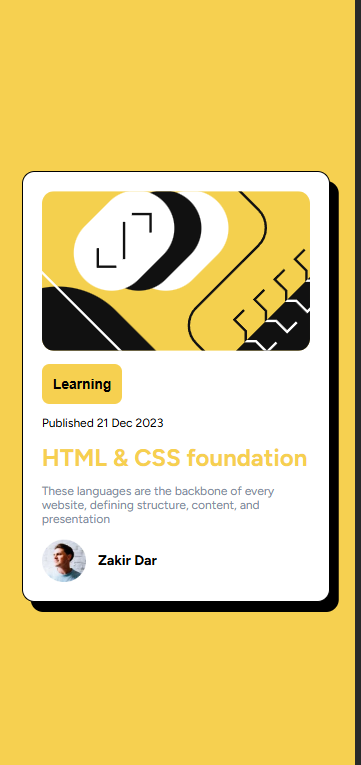 Learning
Published 21 Dec 2023
HTML & CSS foundation
These languages are the backbone of every
website, defining structure, content, and
presentation
Zakir Dar